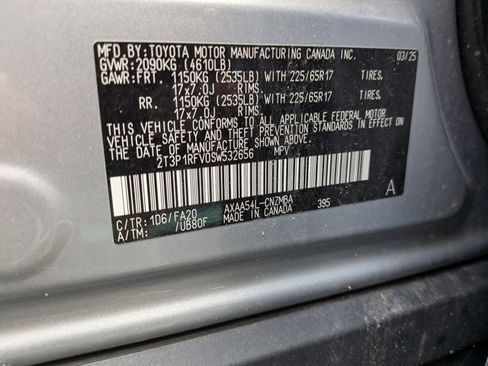 MFD.BY:TOYOTA MOTOR MANUFACTURING CANADA INC. 03/25
GVWR:2090KG (4610LB)
GAWR:FRT. 1150KG (2535LB) WITH 225/65R17 TIRES.
17x7.0J RIMS.
RR. 1150KG (2535LB) WITH 225/65R17 TIRES.
17x7.0J RIMS.
THIS VEHICLE CONFORMS TO ALL APPLICABLE FEDERAL MOTOR
VEHICLE SAFETY AND
THEFT PREVENTION STANDARDS IN EFFECT ON THE DATE OF
MANUFACTURE SHOWN ABOVE.
2T3P1RFV0SW532656 MPV
A
C/TR:1D6/FA20 AXAA54L-CNZMBA 395
A/TM: /UB80F MADE IN CANADA